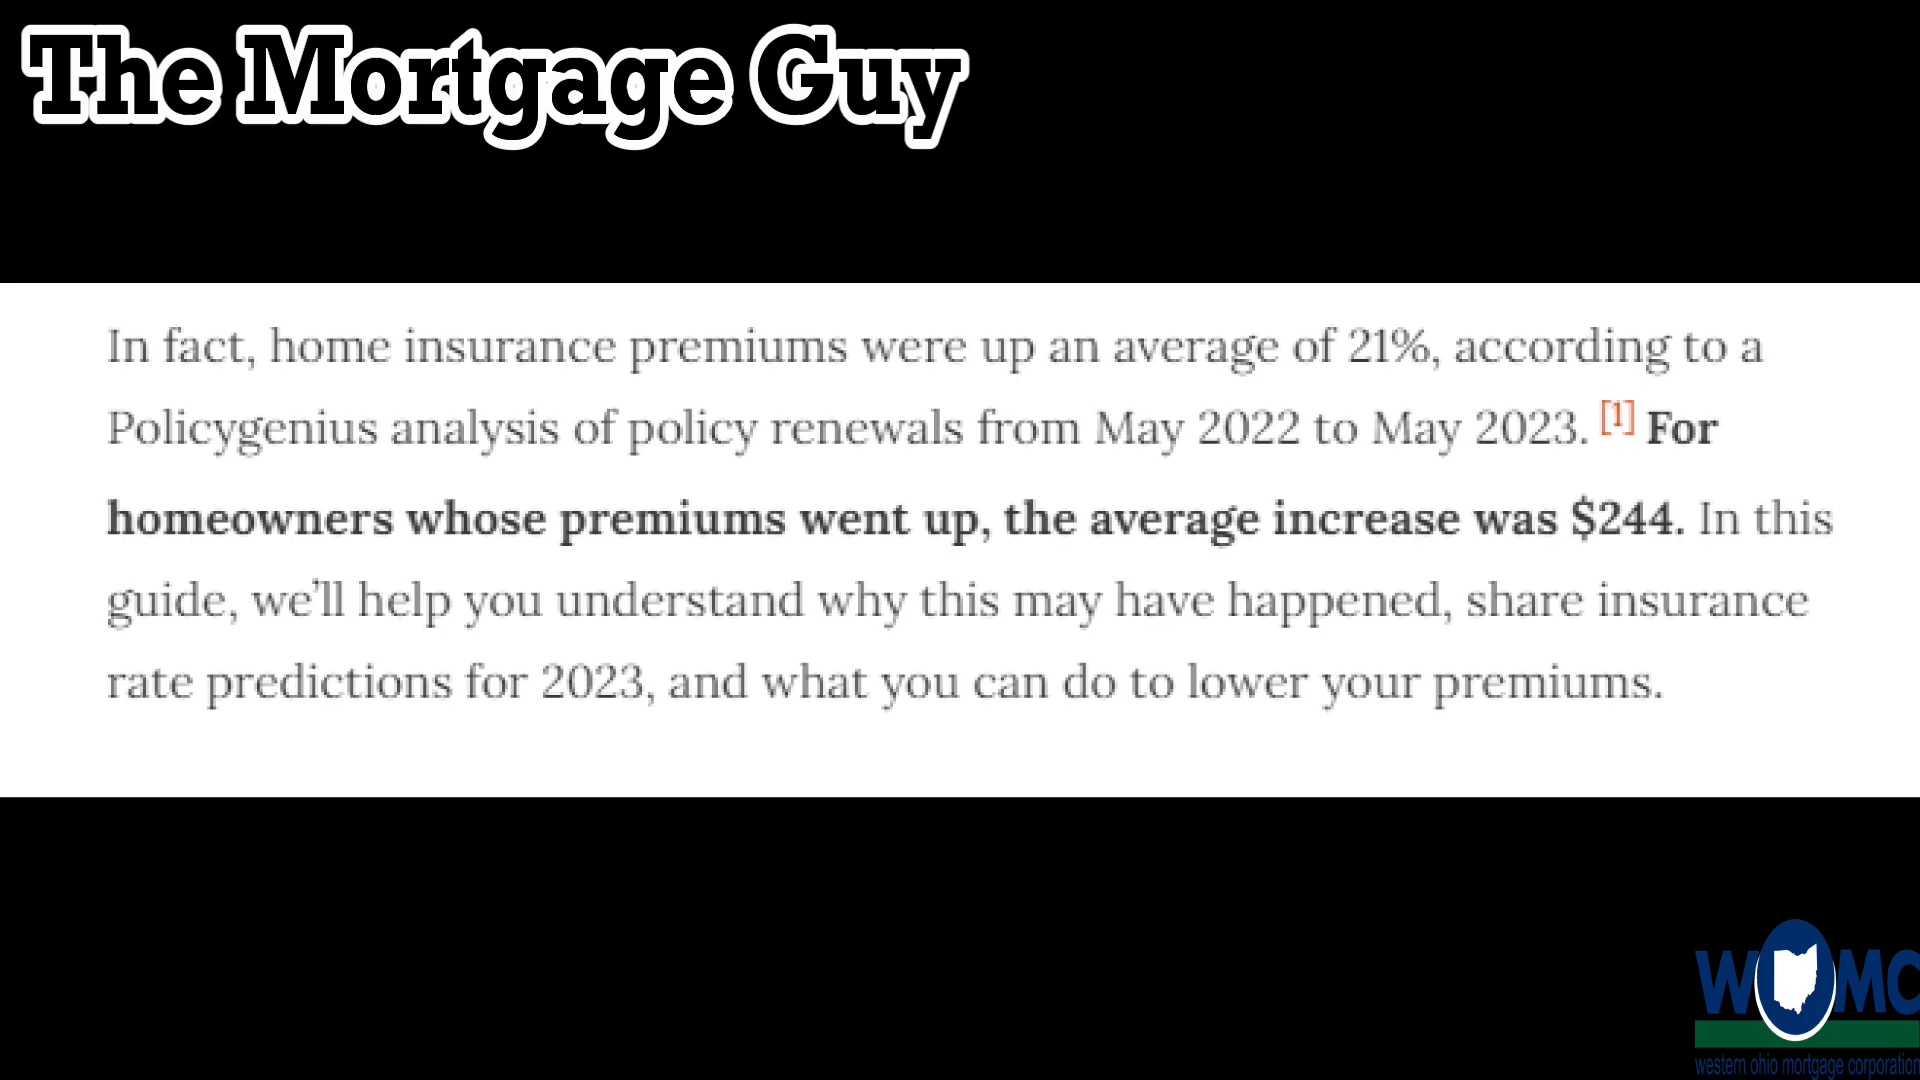 The Mortgage Guy
In fact, home insurance premiums were up an average of 21%, according to a
Policygenius analysis of policy renewals from May 2022 to May 2023. [1] For
homeowners whose premiums went up, the average increase was $244. In this
guide, we'll help you understand why this may have happened, share insurance
rate predictions for 2023, and what you can do to lower your premiums.
WOMC
western ohio mortgage corporation